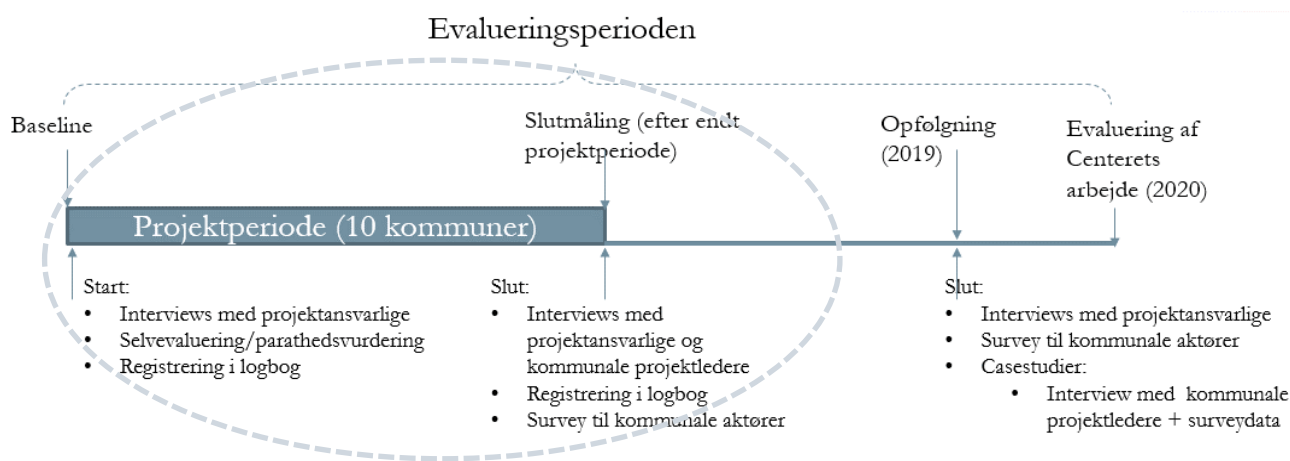 Evalueringsperioden
Baseline
Slutmåling (efter endt
projektperiode)
Opfølgning
(2019)
Evaluering af
Centerets
arbejde (2020)
Projektperiode (10 kommuner)
Start:
• Interviews med projektansvarlige
• Selvevaluering/parathedsvurdering
• Registrering i logbog
Slut:
• Interviews med
projektansvarlige og
kommunale projektledere
• Registrering i logbog
• Survey til kommunale aktører
Slut:
• Interviews med projektansvarlige
• Survey til kommunale aktører
• Casestudier:
• Interview med kommunale
projektledere + surveydata